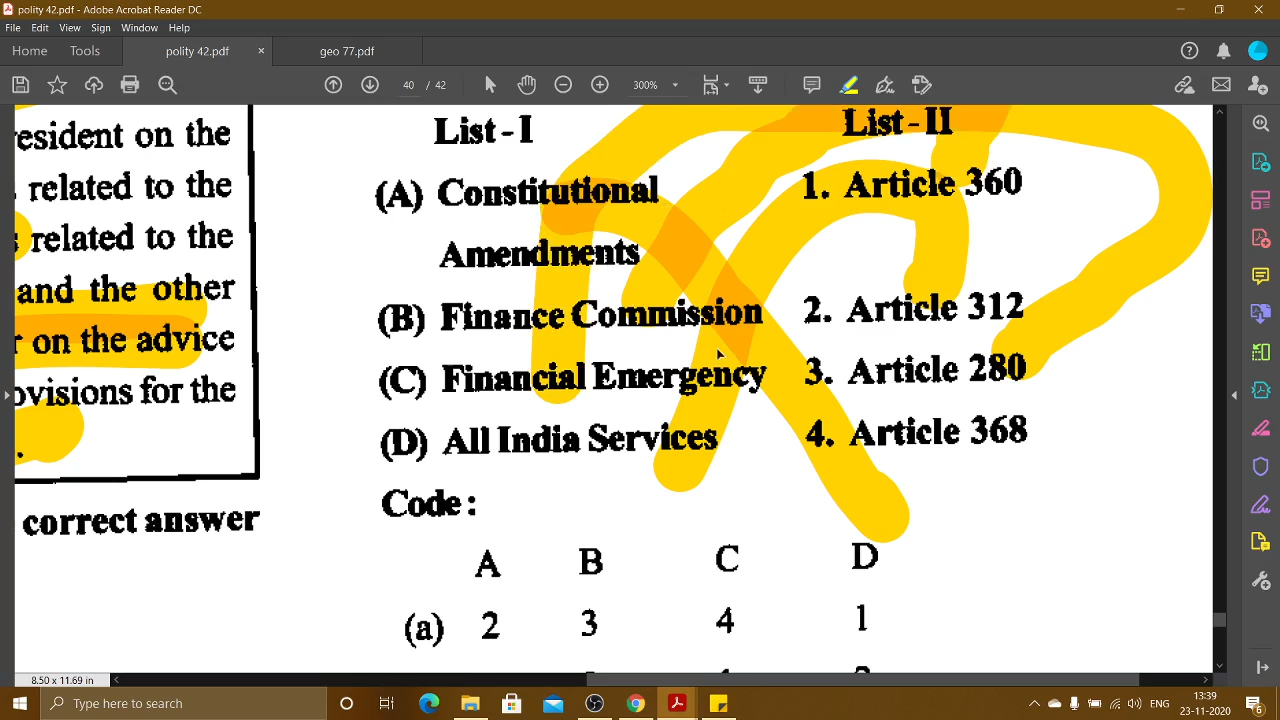 polity 42.pdf - Adobe Acrobat Reader DC
File Edit View Sign Window Help
Home Tools polity 42.pdf × geo 77.pdf
40 / 42 300%
resident on the
related to the
related to the
and the other
on the advice
ovisions for the
.
correct answer
List-I List-II
(A) Constitutional 1. Article 360
Amendments
(B) Finance Commission 2. Article 312
(C) Financial Emergency 3. Article 280
(D) All India Services 4. Article 368
Code :
A B C D
(a) 2 3 4 1
8.50 x 11.69 in
Type here to search
ENG
13:39
23-11-2020
6